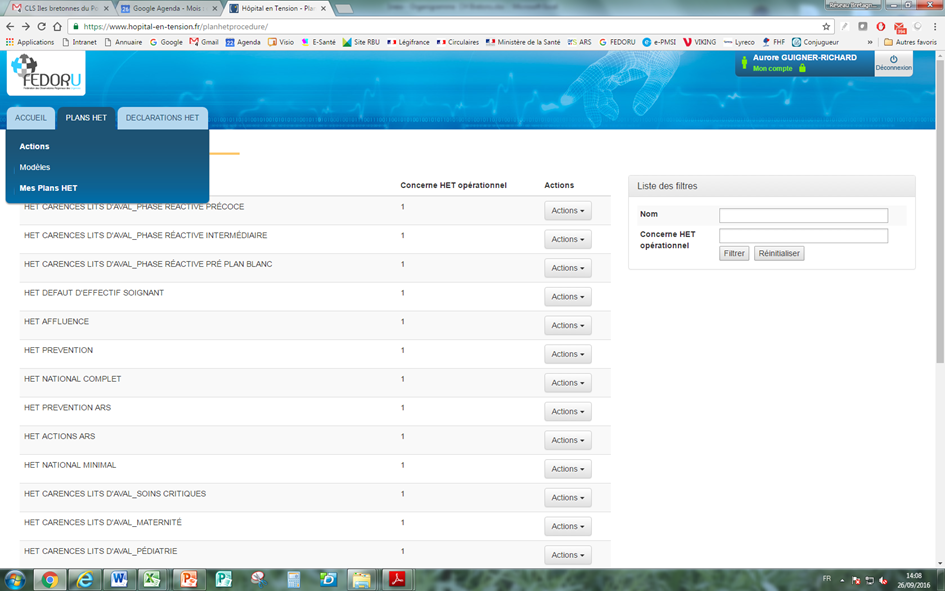 CLS Iles bretonnes du Po
Google Agenda - Mois
Hôpital en Tension - Plan
Réseau Bretagn...
https://www.hopital-en-tension.fr/planhetprocedure/
Applications Intranet Annuaire Google Gmail Agenda Visio E-Santé Site RBU Légifrance Circulaires Ministère de la Santé ARS FEDORU e-PMSI VIKING Lyreco FHF Conjugueur » Autres favoris
FEDORU
Aurore GUIGNER-RICHARD
Mon compte
Déconnexion
ACCUEIL PLANS HET DECLARATIONS HET
Actions
Modèles
Mes Plans HET
Concerne HET opérationnel Actions
HET CARENCES LITS D'AVAL_PHASE RÉACTIVE PRÉCOCE 1 Actions
HET CARENCES LITS D'AVAL_PHASE RÉACTIVE INTERMÉDIAIRE 1 Actions
HET CARENCES LITS D'AVAL_PHASE RÉACTIVE PRÉ PLAN BLANC 1 Actions
HET DEFAUT D'EFFECTIF SOIGNANT 1 Actions
HET AFFLUENCE 1 Actions
HET PREVENTION 1 Actions
HET NATIONAL COMPLET 1 Actions
HET PREVENTION ARS 1 Actions
HET ACTIONS ARS 1 Actions
HET NATIONAL MINIMAL 1 Actions
HET CARENCES LITS D'AVAL_SOINS CRITIQUES 1 Actions
HET CARENCES LITS D'AVAL_MATERNITÉ 1 Actions
HET CARENCES LITS D'AVAL_PÉDIATRIE 1 Actions
Liste des filtres
Nom
Concerne HET
opérationnel
Filtrer Réinitialiser
FR
14:08
26/09/2016